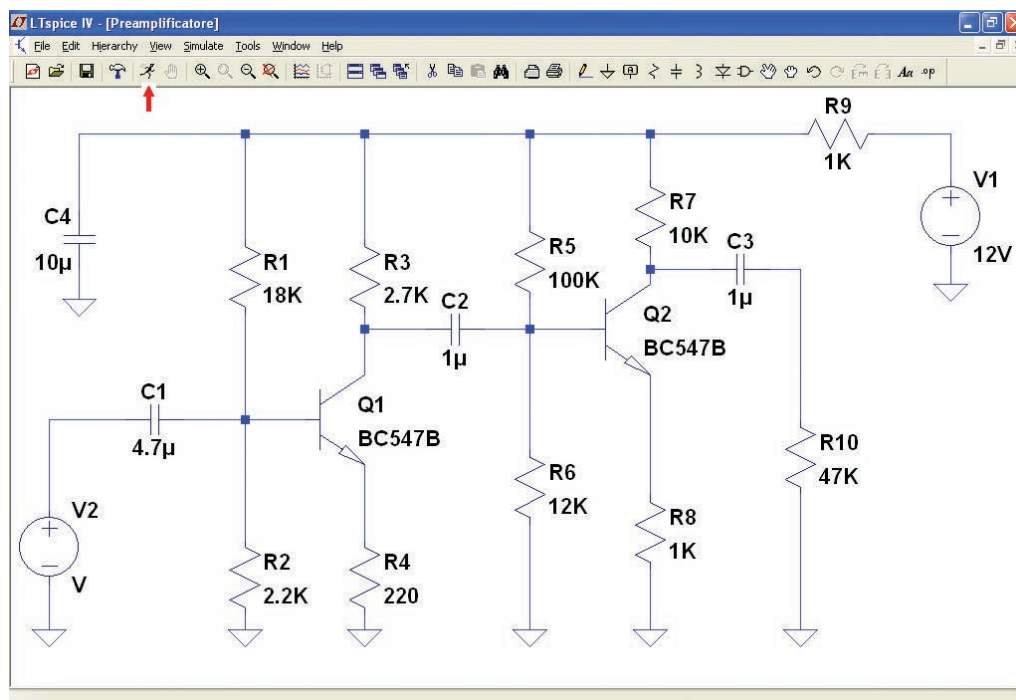 LTspice IV - [Preamplificatore]
File Edit Hierarchy View Simulate Tools Window Help
Aa .op
R9
1K
V1
12V
C4
10µ
R1
18K
R3
2.7K
C2
1µ
R5
100K
R7
10K
C3
1µ
Q2
BC547B
C1
4.7µ
Q1
BC547B
R10
47K
V2
V
R2
2.2K
R4
220
R6
12K
R8
1K